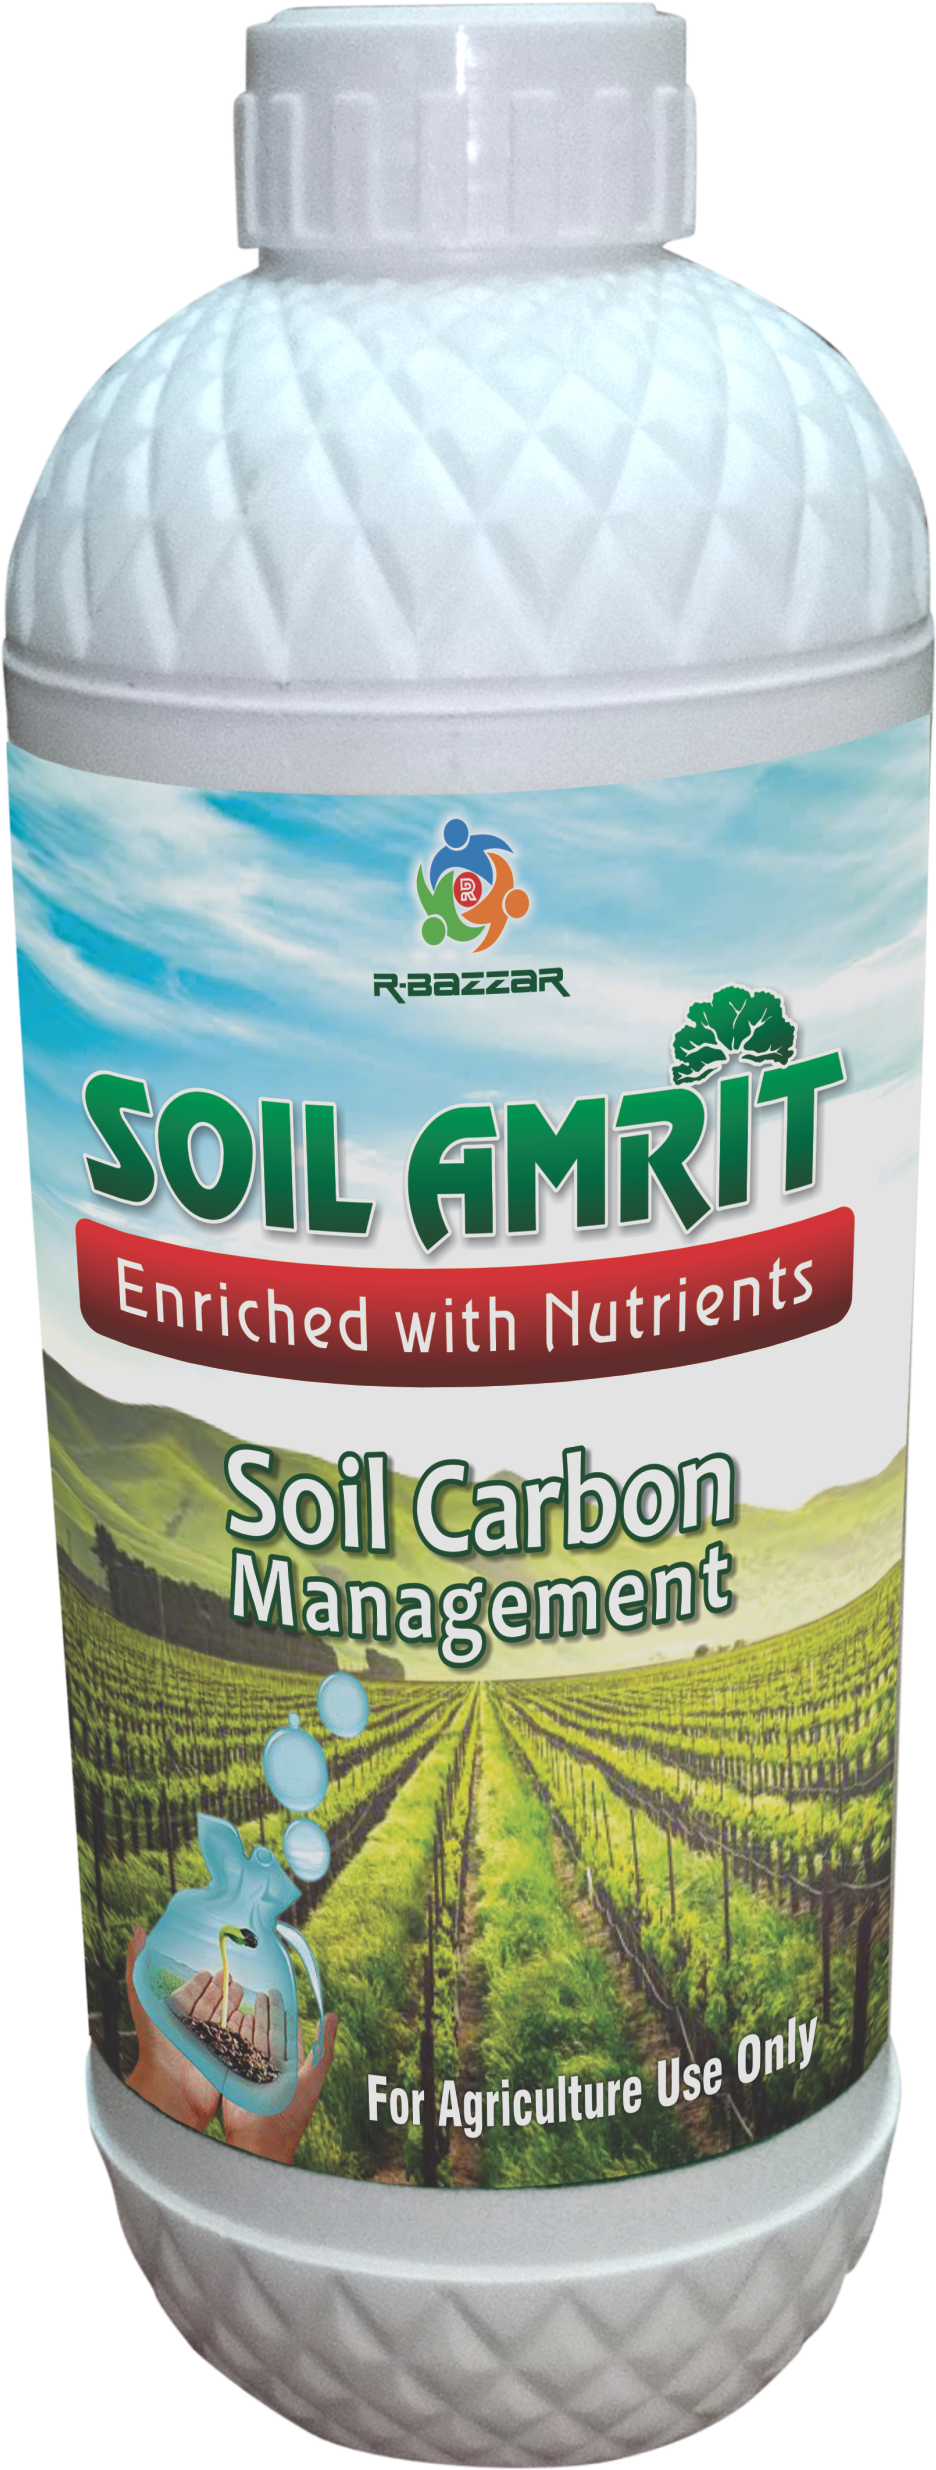 R
R-BAZZAR
SOIL AMRIT
Enriched with Nutrients
Soil Carbon
Management
For Agriculture Use Only